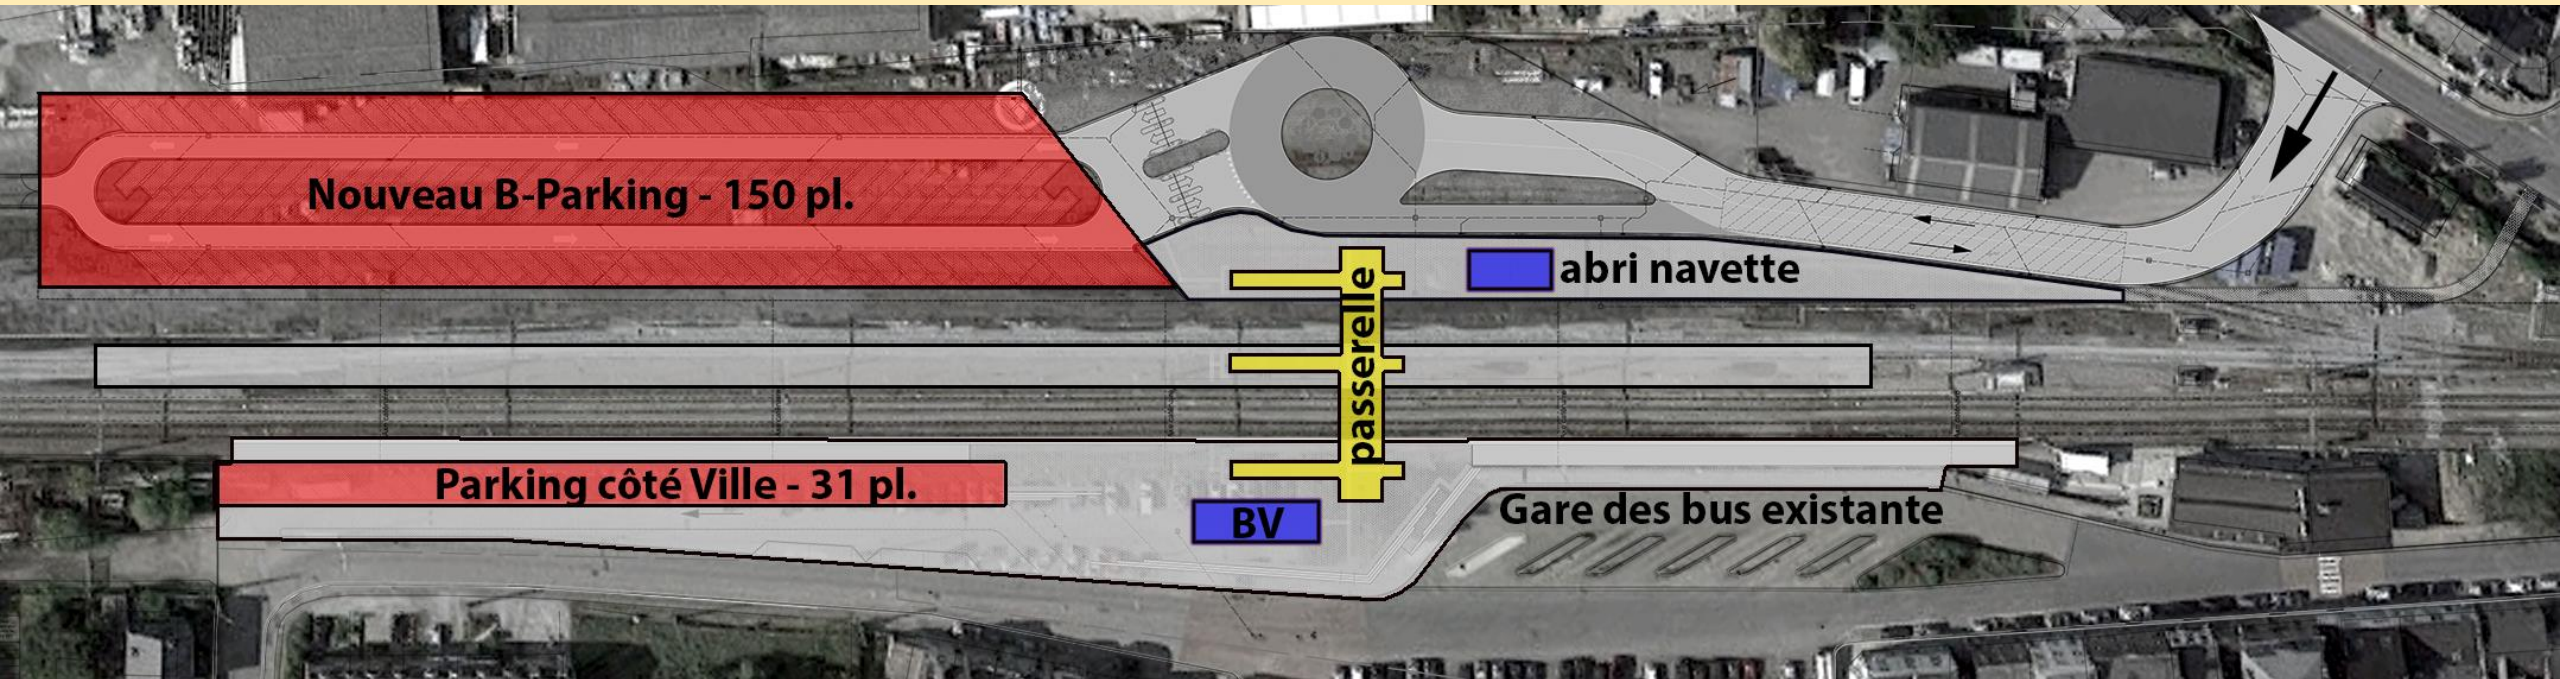 Nouveau B-Parking - 150 pl.
abri navette
passerelle
Parking côté Ville - 31 pl.
BV
Gare des bus existante